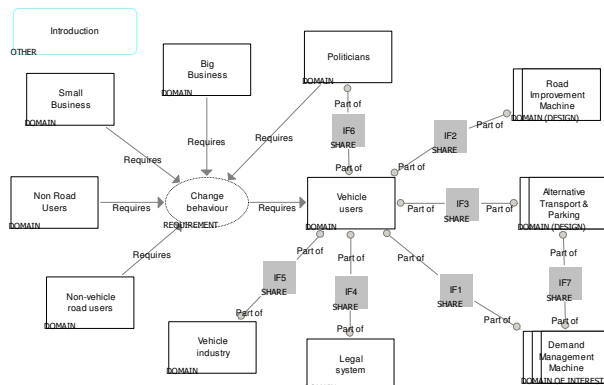 Introduction
OTHER
Big
Business
DOMAIN
Politicians
DOMAIN
Small
Business
DOMAIN
Road
Improvement
Machine
DOMAIN (DESIGN)
Part of
IF6
SHARE
Part of
IF2
SHARE
Part of
Part of
Requires
Requires
Requires
Non Road
Users
DOMAIN
Requires
Change
behaviour
REQUIREMENT
Requires
Vehicle
users
DOMAIN
Part of
IF3
SHARE
Part of
Alternative
Transport &
Parking
DOMAIN (DESIGN)
Requires
Non-vehicle
road users
DOMAIN
Part of
IF5
SHARE
Part of
Part of
IF4
SHARE
Part of
Part of
IF1
SHARE
Part of
Part of
IF7
SHARE
Part of
Vehicle
industry
DOMAIN
Legal
system
Demand
Management
Machine
DOMAIN OF INTEREST